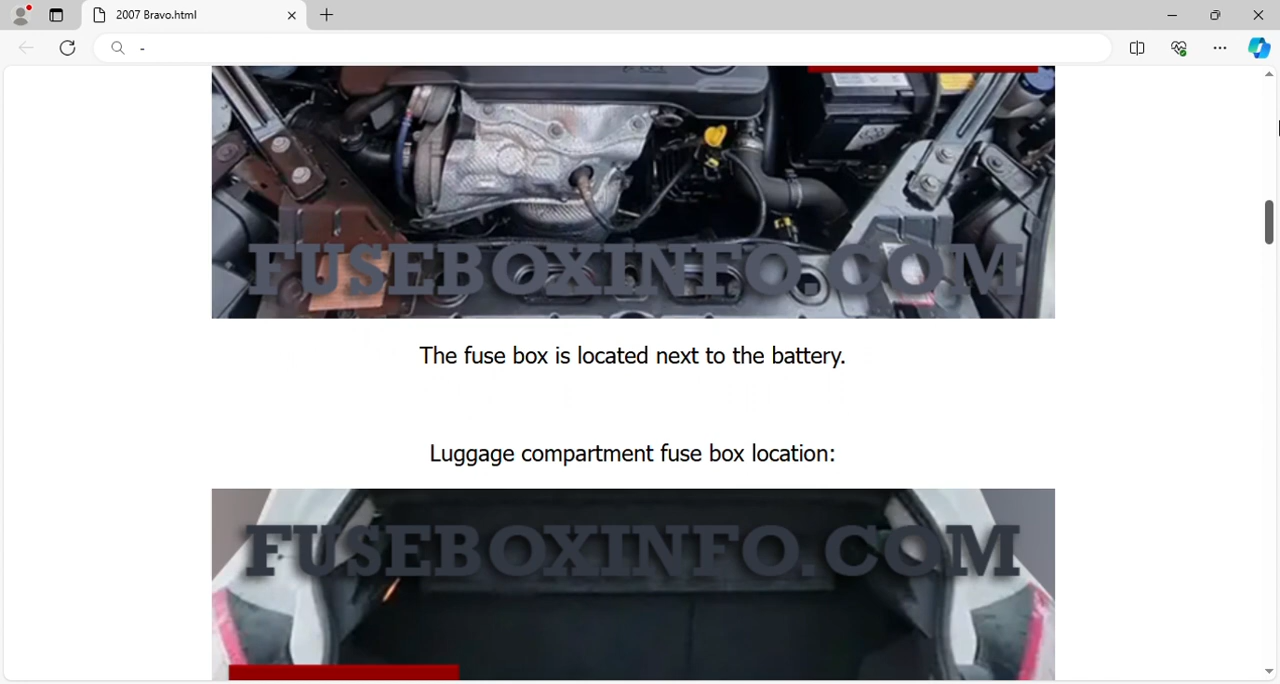 2007 Bravo.html
-
FUSEBOXINFO.COM
The fuse box is located next to the battery.
Luggage compartment fuse box location:
FUSEBOXINFO.COM